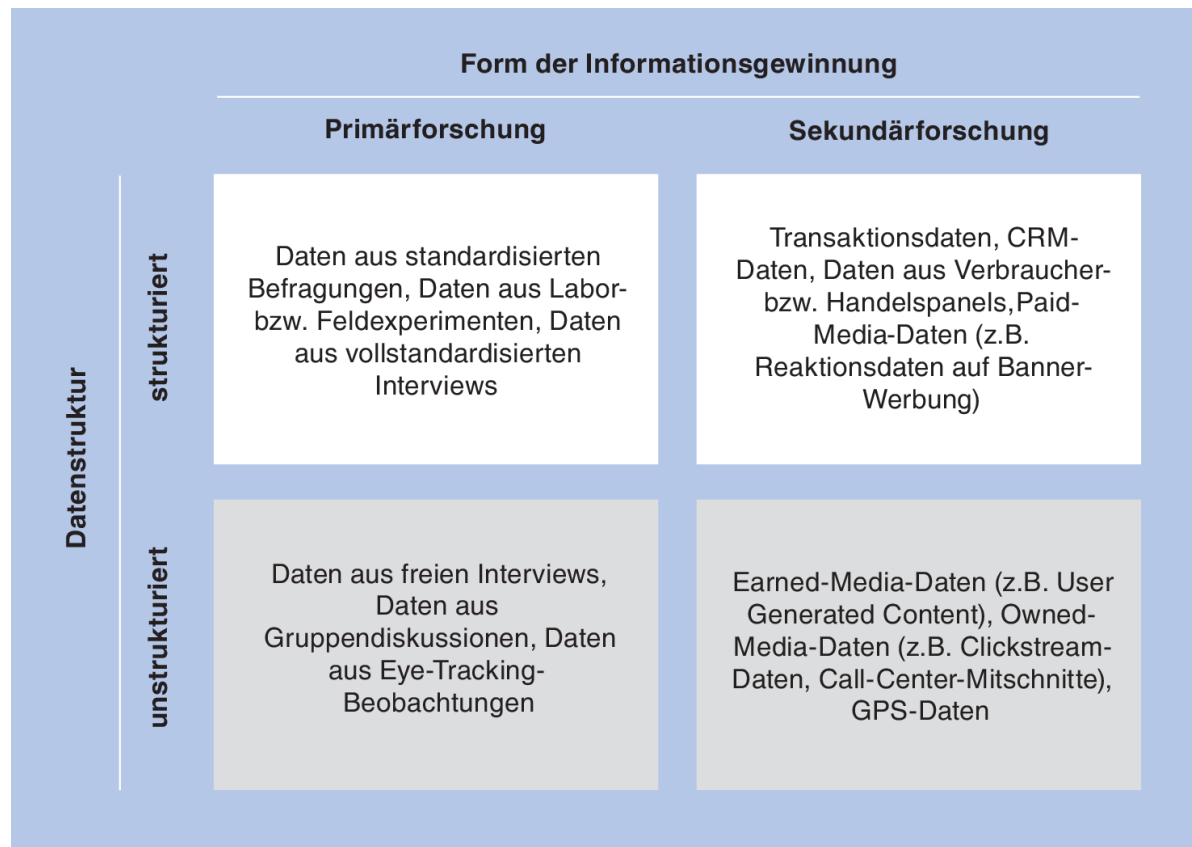 Form der Informationsgewinnung
Primärforschung
Sekundärforschung
Datenstruktur
strukturiert
Daten aus standardisierten
Befragungen, Daten aus Labor-
bzw. Feldexperimenten, Daten
aus vollstandardisierten
Interviews
Transaktionsdaten, CRM-
Daten, Daten aus Verbraucher-
bzw. Handelspanels,Paid-
Media-Daten (z.B.
Reaktionsdaten auf Banner-
Werbung)
unstrukturiert
Daten aus freien Interviews,
Daten aus
Gruppendiskussionen, Daten
aus Eye-Tracking-
Beobachtungen
Earned-Media-Daten (z.B. User
Generated Content), Owned-
Media-Daten (z.B. Clickstream-
Daten, Call-Center-Mitschnitte),
GPS-Daten